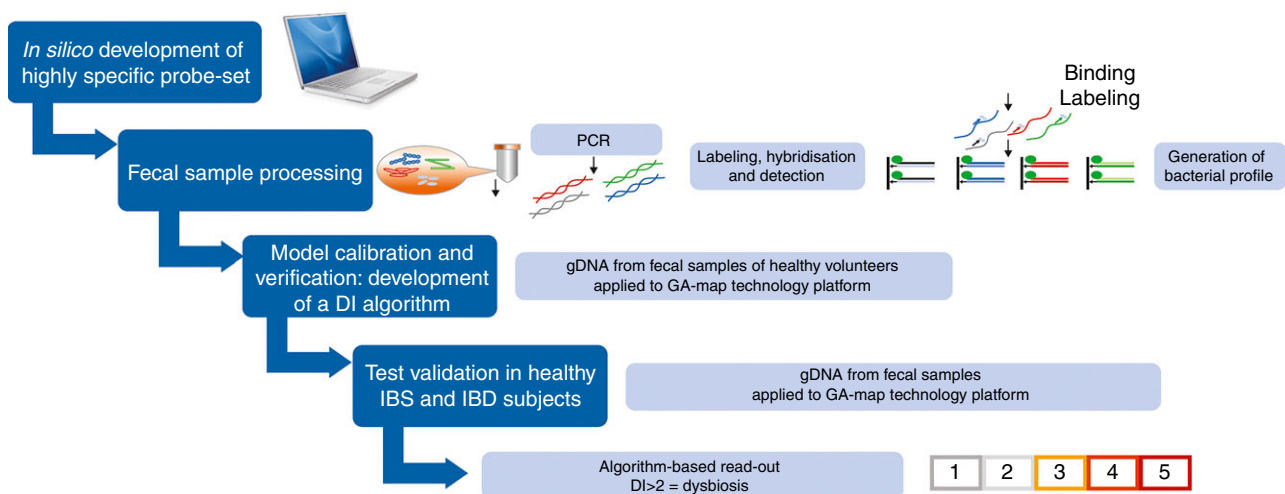 In silico development of
highly specific probe-set
Binding
Labeling
Fecal sample processing
PCR
Labeling, hybridisation
and detection
Generation of
bacterial profile
Model calibration and
verification: development
of a DI algorithm
gDNA from fecal samples of healthy volunteers
applied to GA-map technology platform
Test validation in healthy
IBS and IBD subjects
gDNA from fecal samples
applied to GA-map technology platform
Algorithm-based read-out
DI>2 = dysbiosis
1 2 3 4 5